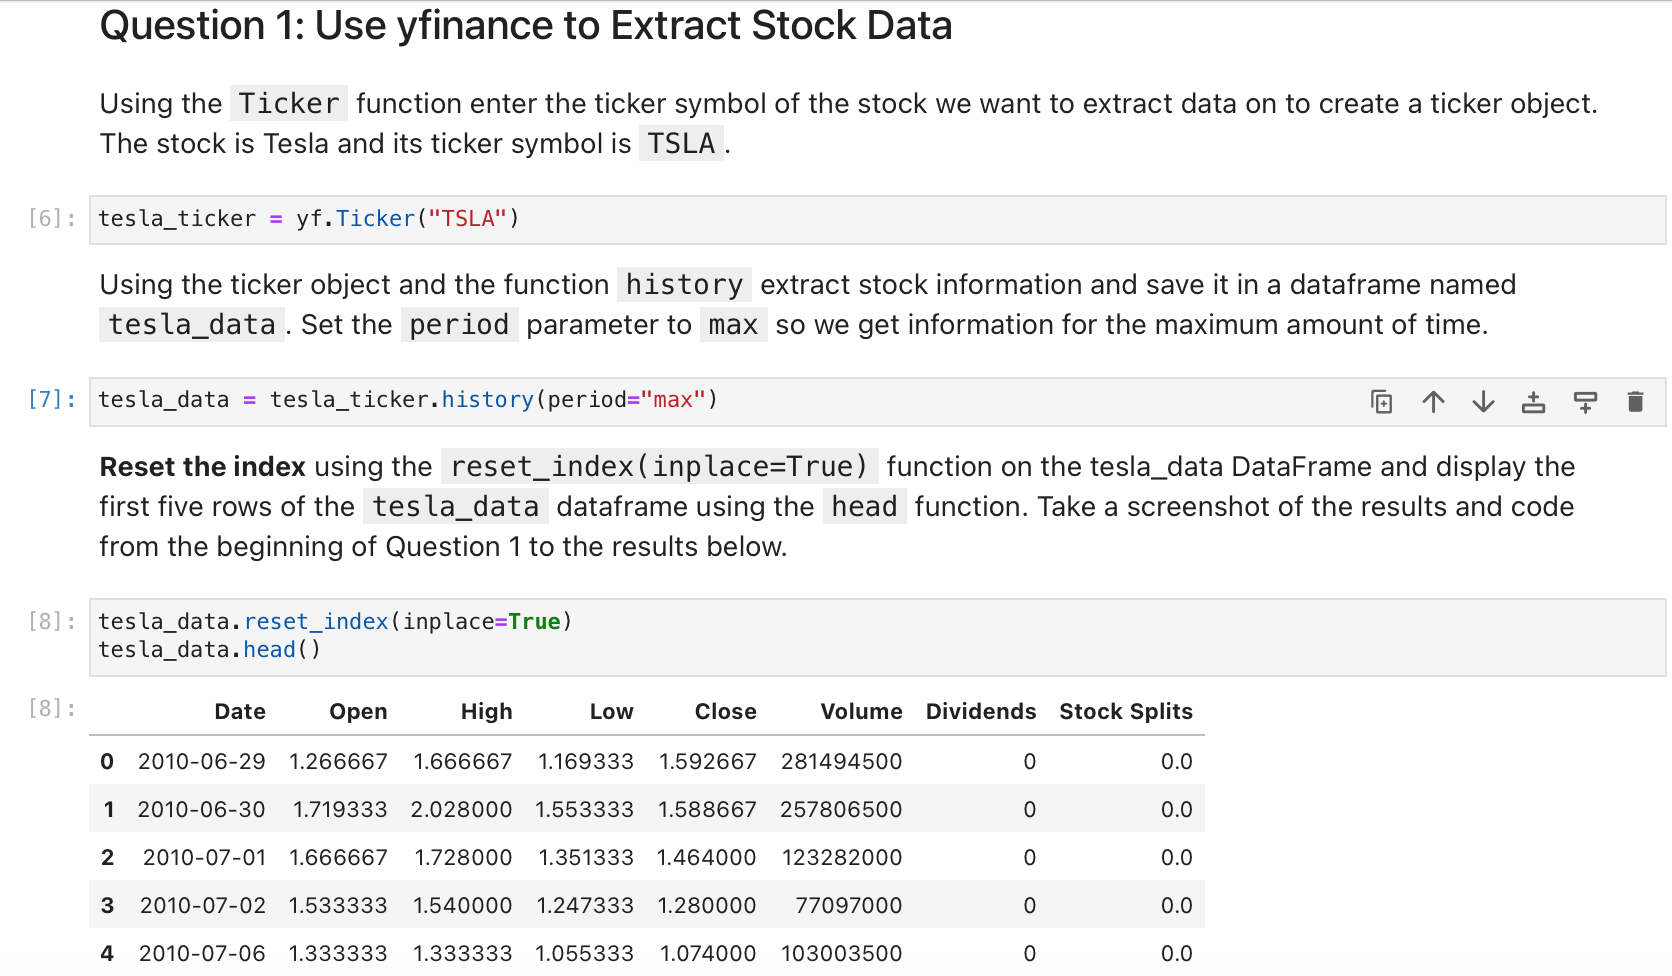 Question 1: Use yfinance to Extract Stock Data
Using the Ticker function enter the ticker symbol of the stock we want to extract data on to create a ticker object.
The stock is Tesla and its ticker symbol is TSLA.
[6]: tesla_ticker = yf.Ticker("TSLA")
Using the ticker object and the function history extract stock information and save it in a dataframe named
tesla_data. Set the period parameter to max so we get information for the maximum amount of time.
[7]: tesla_data = tesla_ticker.history(period="max")
Reset the index using the reset_index(inplace=True) function on the tesla_data DataFrame and display the
first five rows of the tesla_data dataframe using the head function. Take a screenshot of the results and code
from the beginning of Question 1 to the results below.
[8]: tesla_data.reset_index(inplace=True)
tesla_data.head()
[8]: Date Open High Low Close Volume Dividends Stock Splits
0 2010-06-29 1.266667 1.666667 1.169333 1.592667 281494500 0 0.0
1 2010-06-30 1.719333 2.028000 1.553333 1.588667 257806500 0 0.0
2 2010-07-01 1.666667 1.728000 1.351333 1.464000 123282000 0 0.0
3 2010-07-02 1.533333 1.540000 1.247333 1.280000 77097000 0 0.0
4 2010-07-06 1.333333 1.333333 1.055333 1.074000 103003500 0 0.0